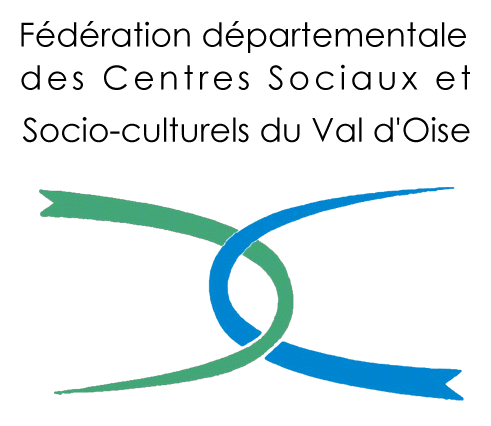 Fédération départementale
des Centres Sociaux et
Socio-culturels du Val d'Oise